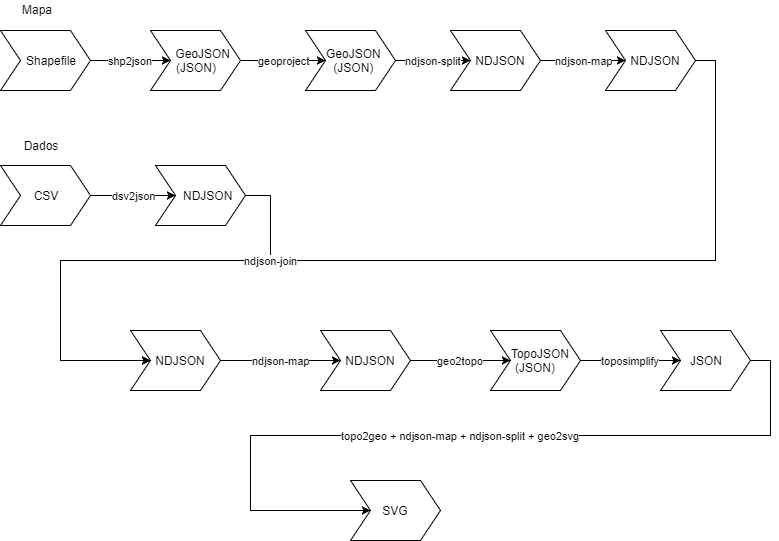 Mapa
Shapefile
shp2json
GeoJSON
(JSON)
geoproject
GeoJSON
(JSON)
ndjson-split
NDJSON
ndjson-map
NDJSON
Dados
CSV
dsv2json
NDJSON
ndjson-join
NDJSON
ndjson-map
NDJSON
geo2topo
TopoJSON
(JSON)
toposimplify
JSON
topo2geo + ndjson-map + ndjson-split + geo2svg
SVG